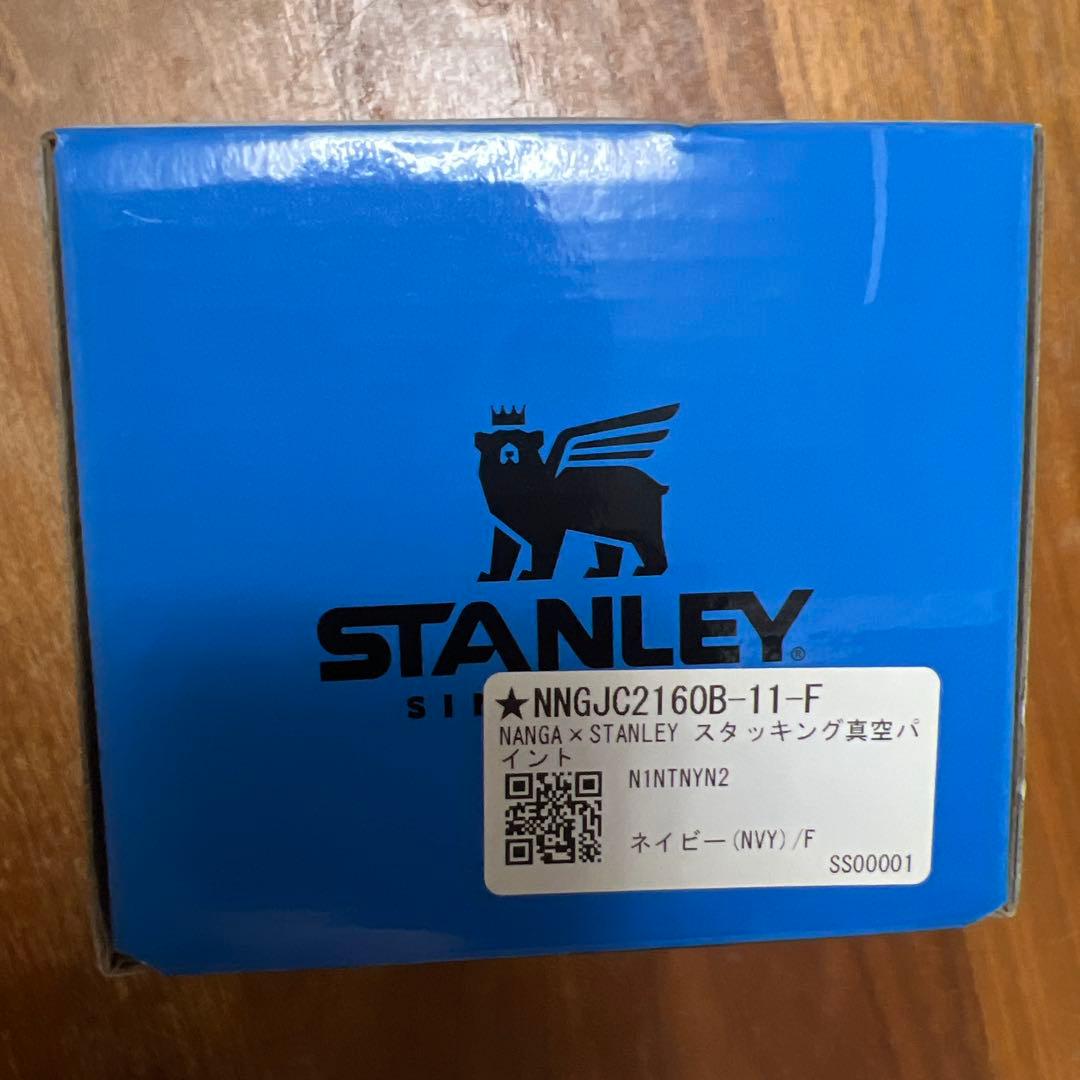 STANLEY®
★NNGJC2160B-11-F
NANGA×STANLEY スタッキング真空パ
イント
N1NTNYN2
ネイビー(NVY)/F
SS00001